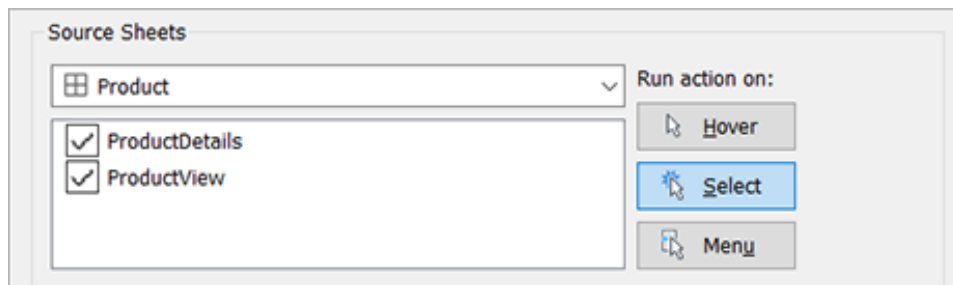 Source Sheets
Product
Run action on:
ProductDetails
ProductView
Hover
Select
Menu